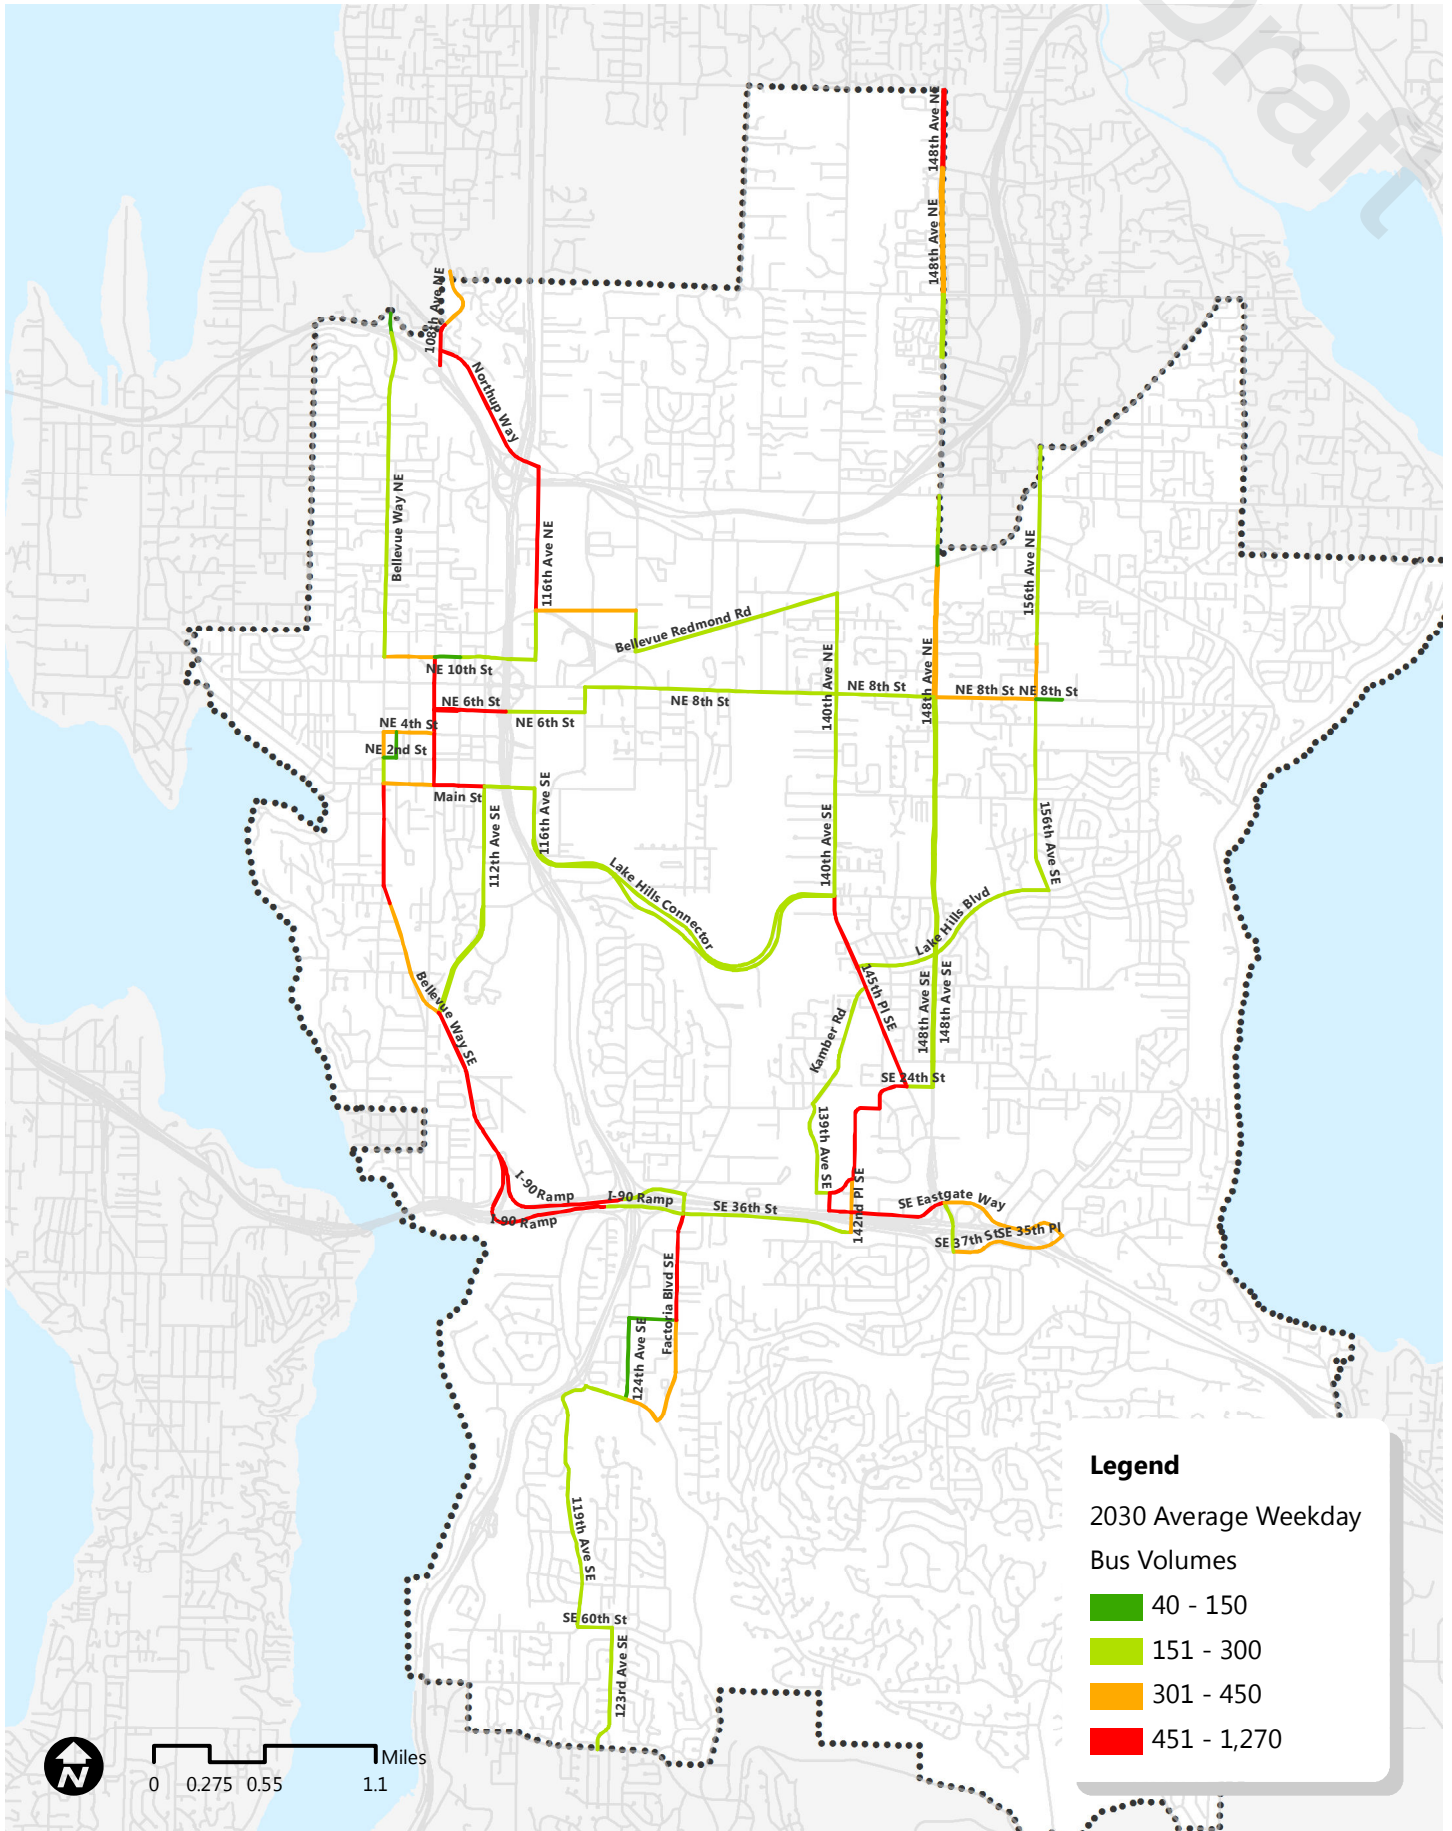 Draft
148th Ave NE
148th Ave NE
108th Ave NE
Northup Way
Bellevue Way NE
116th Ave NE
156th Ave NE
Bellevue Redmond Rd
NE 10th St
140th Ave NE
148th Ave NE
NE 8th St
NE 8th St
NE 8th St
NE 8th St
NE 6th St
NE 6th St
NE 4th St
NE 2nd St
Main St
112th Ave SE
116th Ave SE
140th Ave SE
156th Ave SE
Lake Hills Connector
Lake Hills Blvd
145th Pl SE
148th Ave SE
148th Ave SE
Bellevue Way SE
Kamber Rd
SE 24th St
139th Ave SE
I-90 Ramp
I-90 Ramp
I-90 Ramp
SE 36th St
142nd Pl SE
SE Eastgate Way
SE 37th St
SE 35th Pl
Factoria Blvd SE
124th Ave SE
119th Ave SE
SE 60th St
123rd Ave SE
Legend
2030 Average Weekday
Bus Volumes
40 - 150
151 - 300
301 - 450
451 - 1,270
N
Miles
0 0.275 0.55 1.1